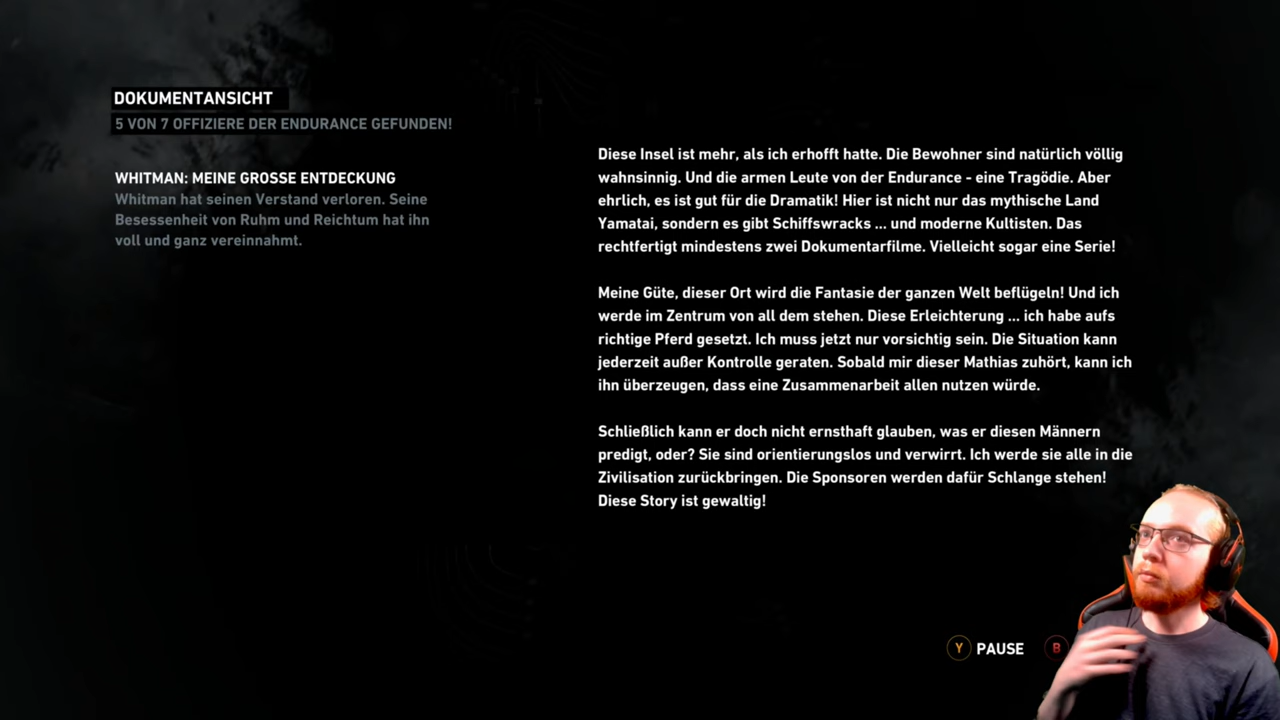 DOKUMENTANSICHT
5 VON 7 OFFIZIERE DER ENDURANCE GEFUNDEN!
WHITMAN: MEINE GROSSE ENTDECKUNG
Whitman hat seinen Verstand verloren. Seine
Besessenheit von Ruhm und Reichtum hat ihn
voll und ganz vereinnahmt.
Diese Insel ist mehr, als ich erhofft hatte. Die Bewohner sind natürlich völlig
wahnsinnig. Und die armen Leute von der Endurance - eine Tragödie. Aber
ehrlich, es ist gut für die Dramatik! Hier ist nicht nur das mythische Land
Yamatai, sondern es gibt Schiffswracks ... und moderne Kultisten. Das
rechtfertigt mindestens zwei Dokumentarfilme. Vielleicht sogar eine Serie!
Meine Güte, dieser Ort wird die Fantasie der ganzen Welt beflügeln! Und ich
werde im Zentrum von all dem stehen. Diese Erleichterung ... ich habe aufs
richtige Pferd gesetzt. Ich muss jetzt nur vorsichtig sein. Die Situation kann
jederzeit außer Kontrolle geraten. Sobald mir dieser Mathias zuhört, kann ich
ihn überzeugen, dass eine Zusammenarbeit allen nutzen würde.
Schließlich kann er doch nicht ernsthaft glauben, was er diesen Männern
predigt, oder? Sie sind orientierungslos und verwirrt. Ich werde sie alle in die
Zivilisation zurückbringen. Die Sponsoren werden dafür Schlange stehen!
Diese Story ist gewaltig!
Y PAUSE B